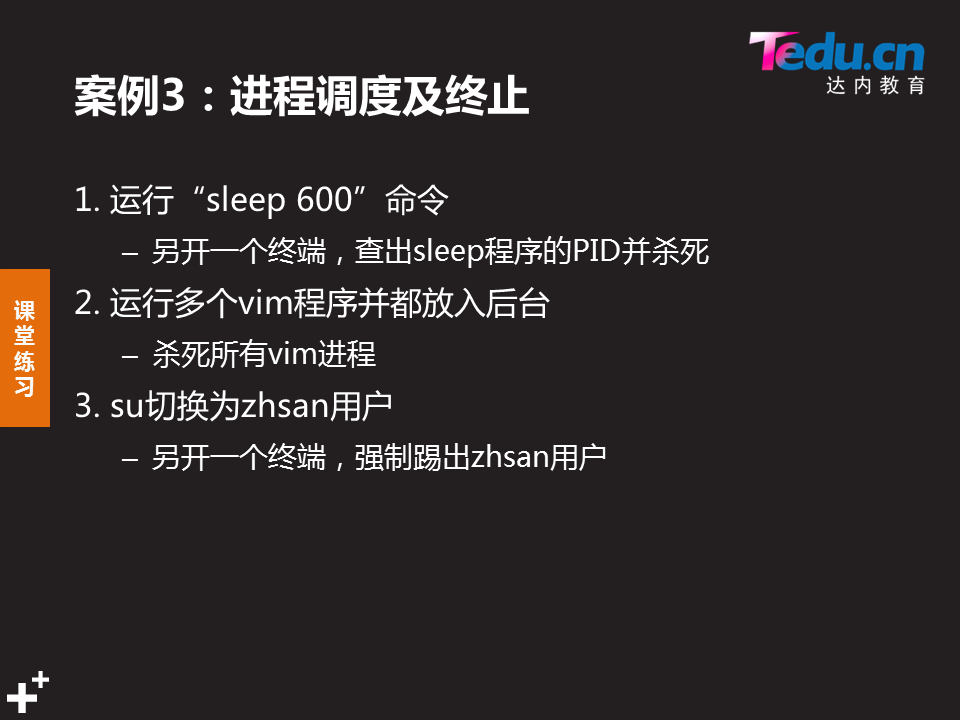 Tedu.cn
达内教育
案例3：进程调度及终止
1. 运行“sleep 600”命令
– 另开一个终端，查出sleep程序的PID并杀死
2. 运行多个vim程序并都放入后台
– 杀死所有vim进程
3. su切换为zhsan用户
– 另开一个终端，强制踢出zhsan用户
课堂练习